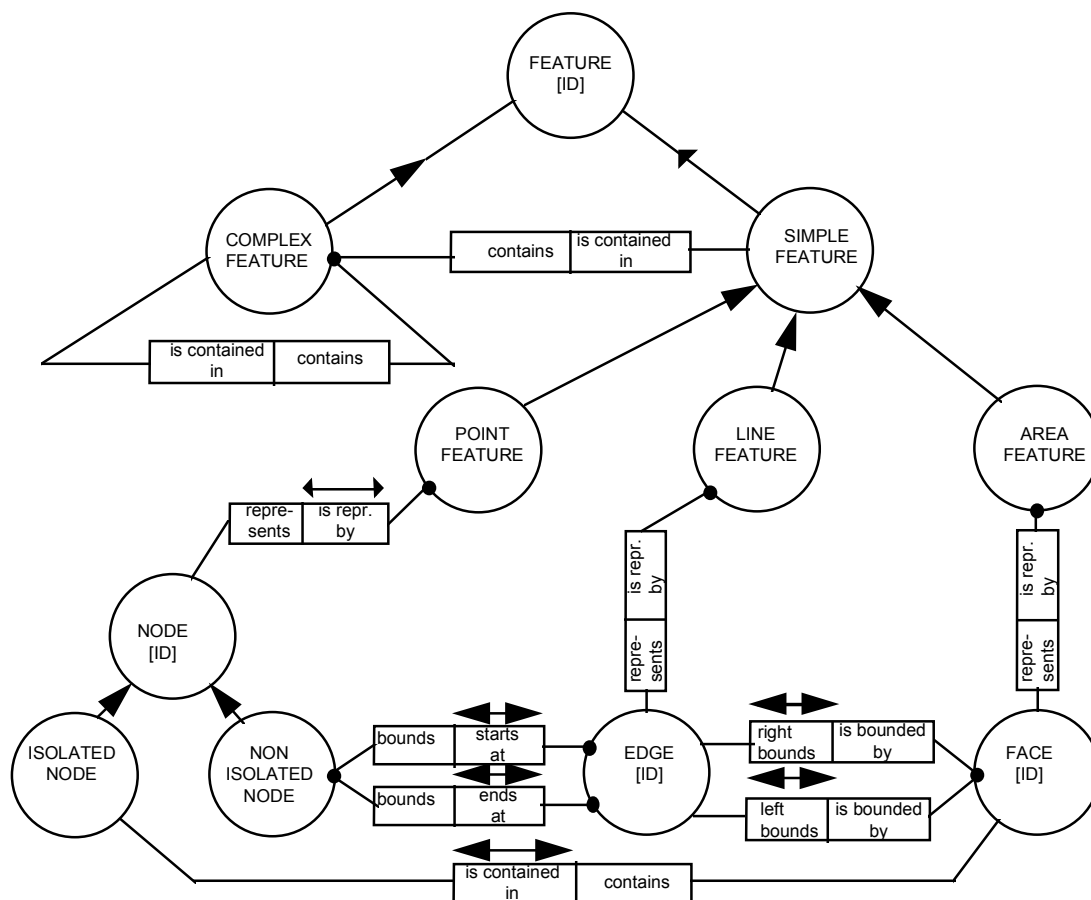 FEATURE
[ID]
COMPLEX
FEATURE
contains
is contained
in
SIMPLE
FEATURE
is contained
in
contains
POINT
FEATURE
LINE
FEATURE
AREA
FEATURE
repre-
sents
is repr.
by
is repr.
by
repre-
sents
is repr.
by
repre-
sents
NODE
[ID]
ISOLATED
NODE
NON
ISOLATED
NODE
bounds
starts
at
bounds
ends
at
EDGE
[ID]
right
bounds
is bounded
by
left
bounds
is bounded
by
FACE
[ID]
is contained
in
contains